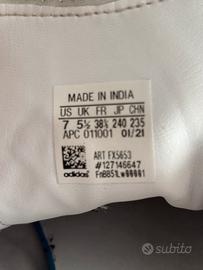 MADE IN INDIA
US UK FR JP CHN
7 5½ 38⅔ 240 235
APC 011001 01/21
ART FX5653
#127146647
adidas
subito